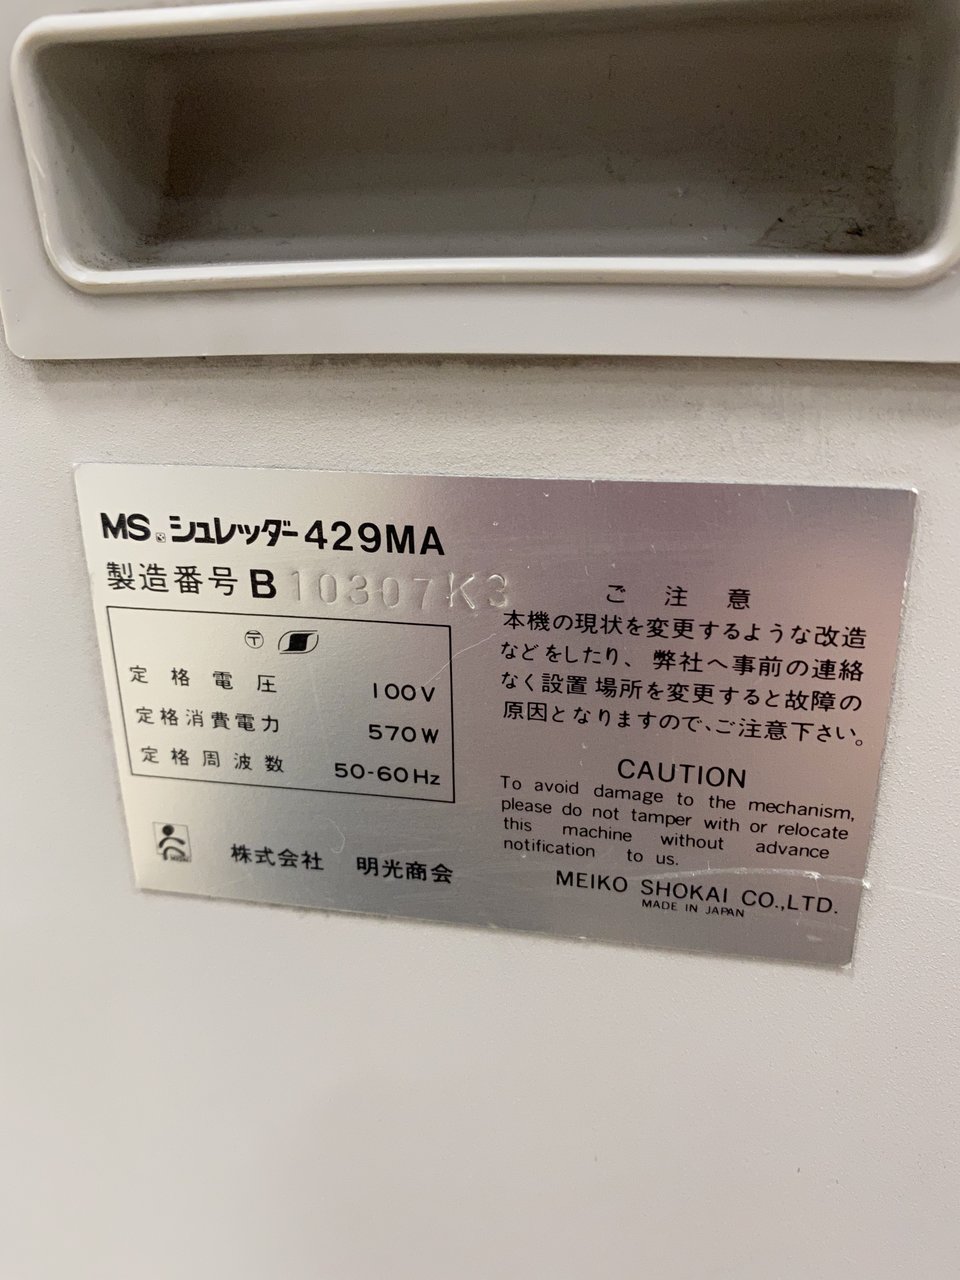 MS シュレッダー 429MA
製造番号 B 10307K3
〒
定格電圧 100V
定格消費電力 570W
定格周波数 50-60Hz
株式会社 明光商会
ご注意
本機の現状を変更するような改造
などをしたり、弊社へ事前の連絡
なく設置場所を変更すると故障の
原因となりますので、ご注意下さい。
CAUTION
To avoid damage to the mechanism,
please do not tamper with or relocate
this machine without advance
notification to us.
MEIKO SHOKAI CO.,LTD.
MADE IN JAPAN